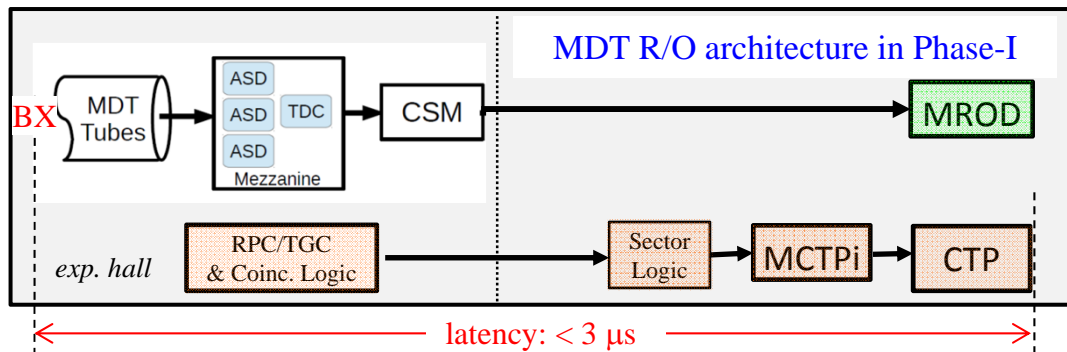 MDT R/O architecture in Phase-I
BX
MDT
Tubes
ASD
ASD
ASD
TDC
Mezzanine
CSM
MROD
exp. hall
RPC/TGC
& Coinc. Logic
Sector
Logic
MCTPi
CTP
latency: < 3 μs